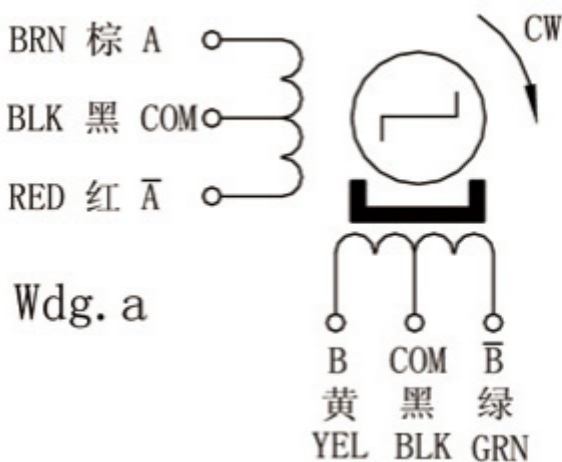 BRN 棕 A
CW
BLK 黑 COM
RED 红 A̅
Wdg. a
B COM B̅
黄 黑 绿
YEL BLK GRN